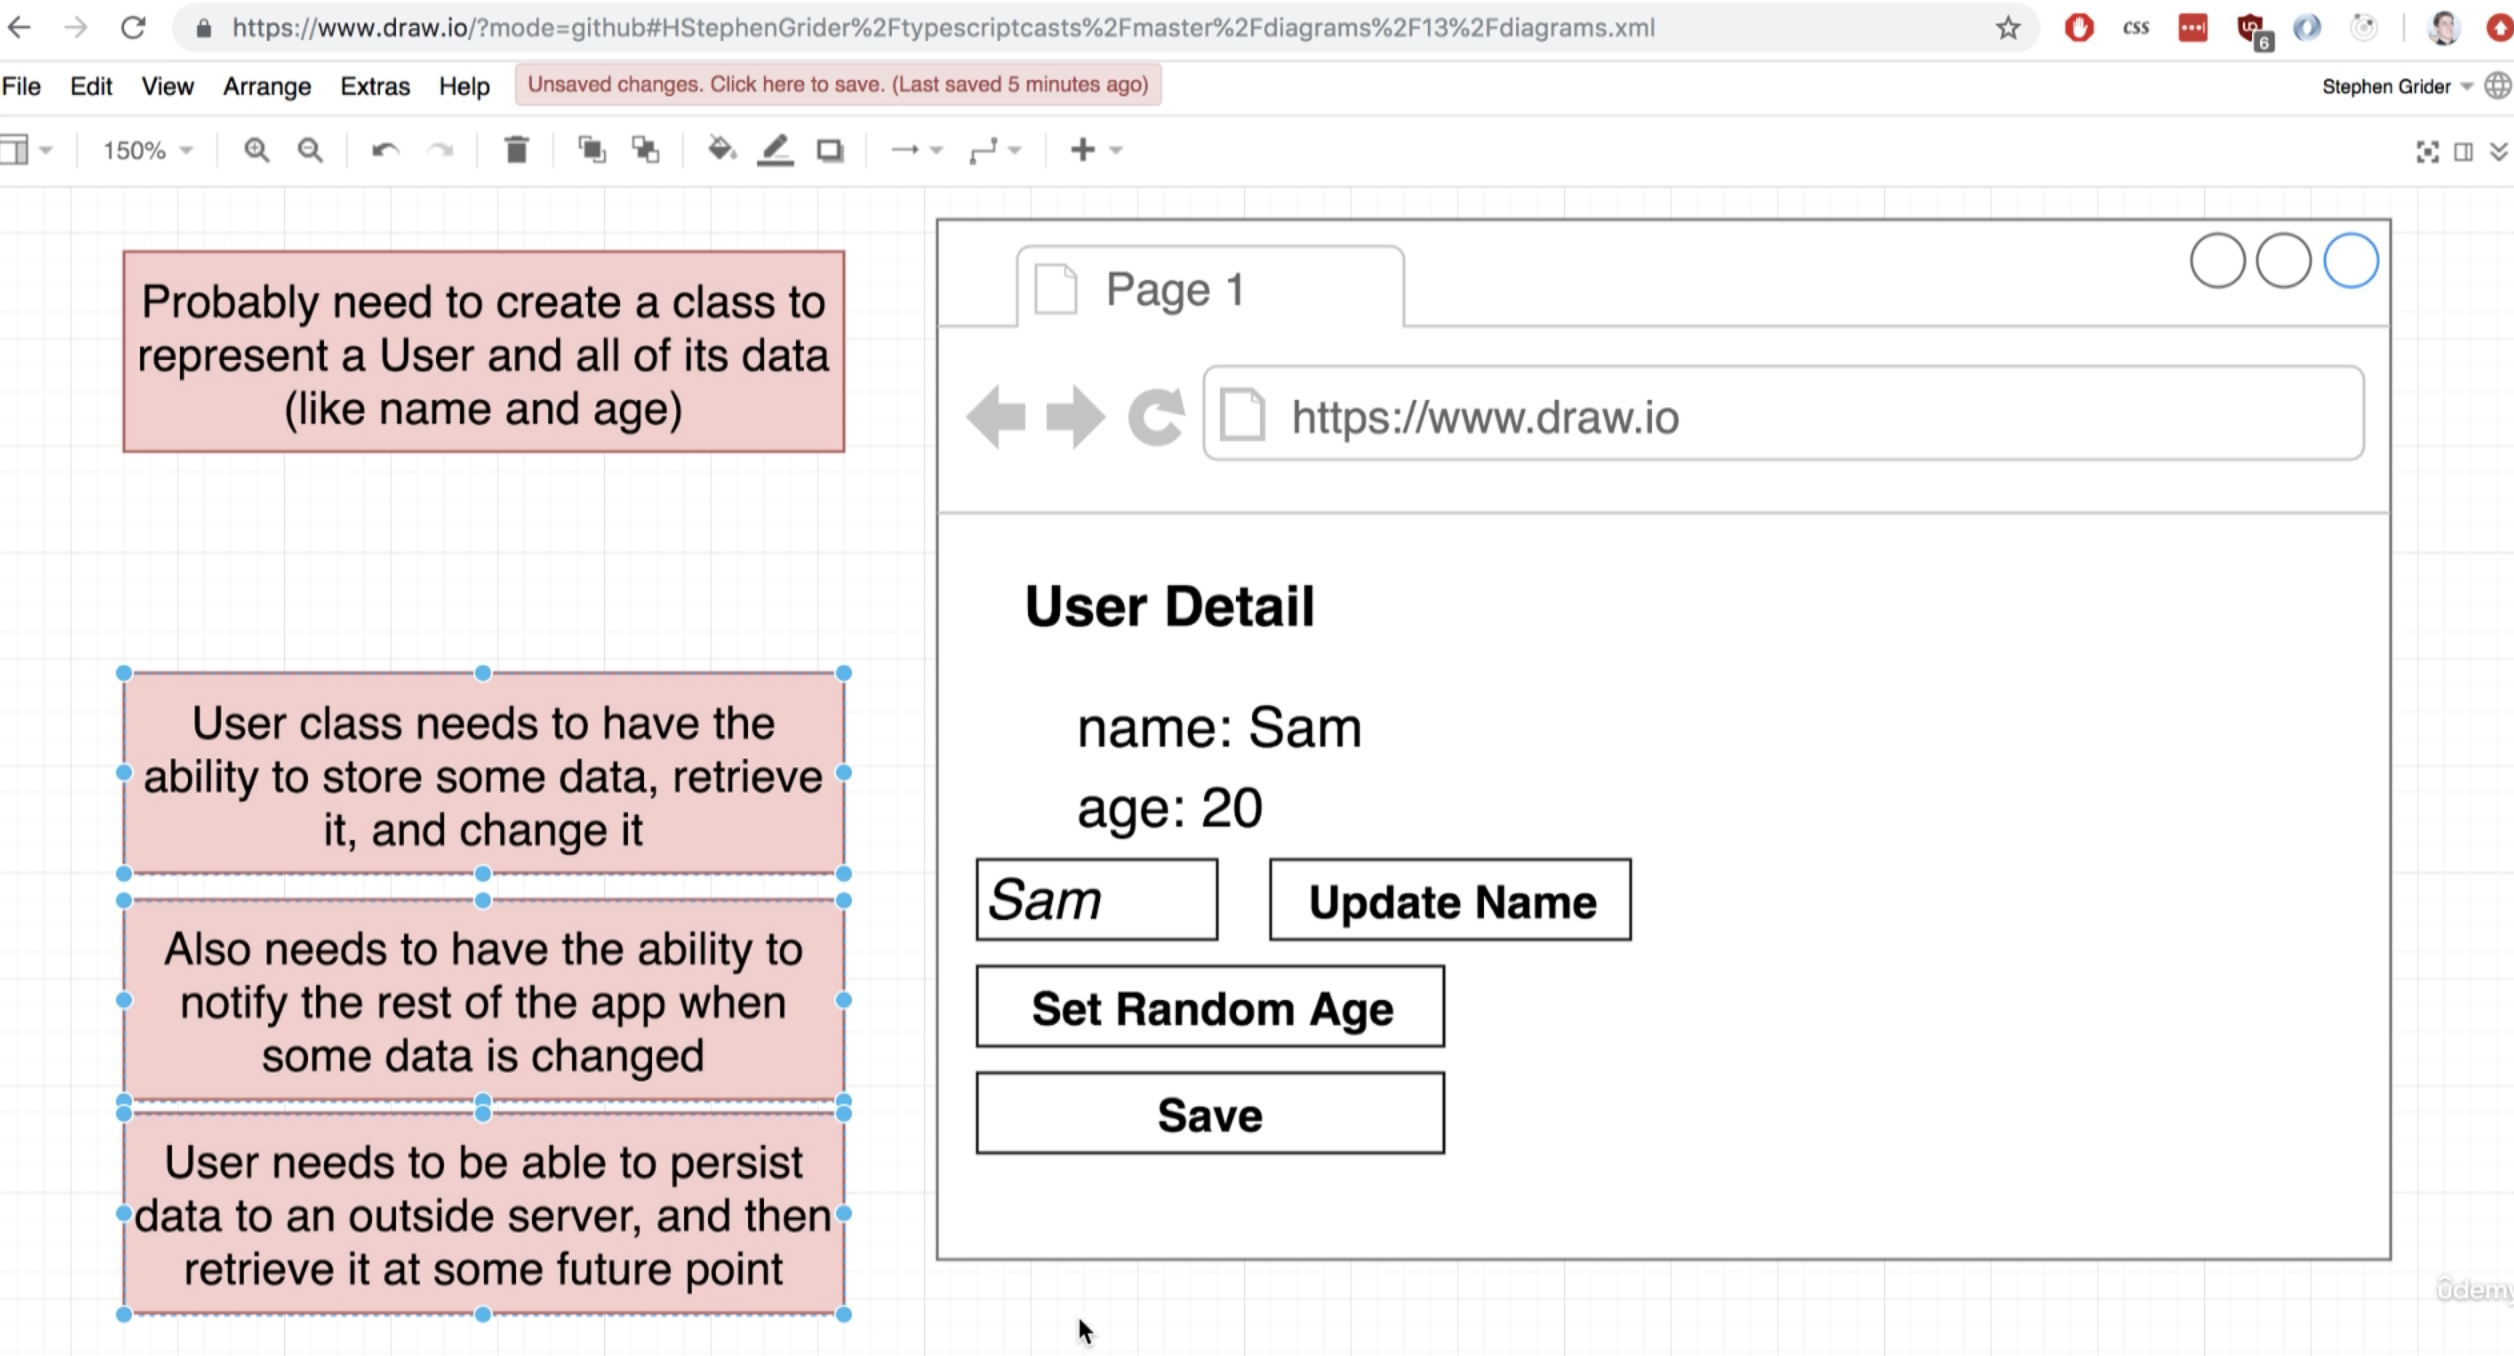 https://www.draw.io/?mode=github#HStephenGrider%2Ftypescriptcasts%2Fmaster%2Fdiagrams%2F13%2Fdiagrams.xml
CSS
6
File Edit View Arrange Extras Help Unsaved changes. Click here to save. (Last saved 5 minutes ago) Stephen Grider
150%
Probably need to create a class to
represent a User and all of its data
(like name and age)
User class needs to have the
ability to store some data, retrieve
it, and change it
Also needs to have the ability to
notify the rest of the app when
some data is changed
User needs to be able to persist
data to an outside server, and then
retrieve it at some future point
Page 1
https://www.draw.io
User Detail
name: Sam
age: 20
Sam Update Name
Set Random Age
Save
ûdemy